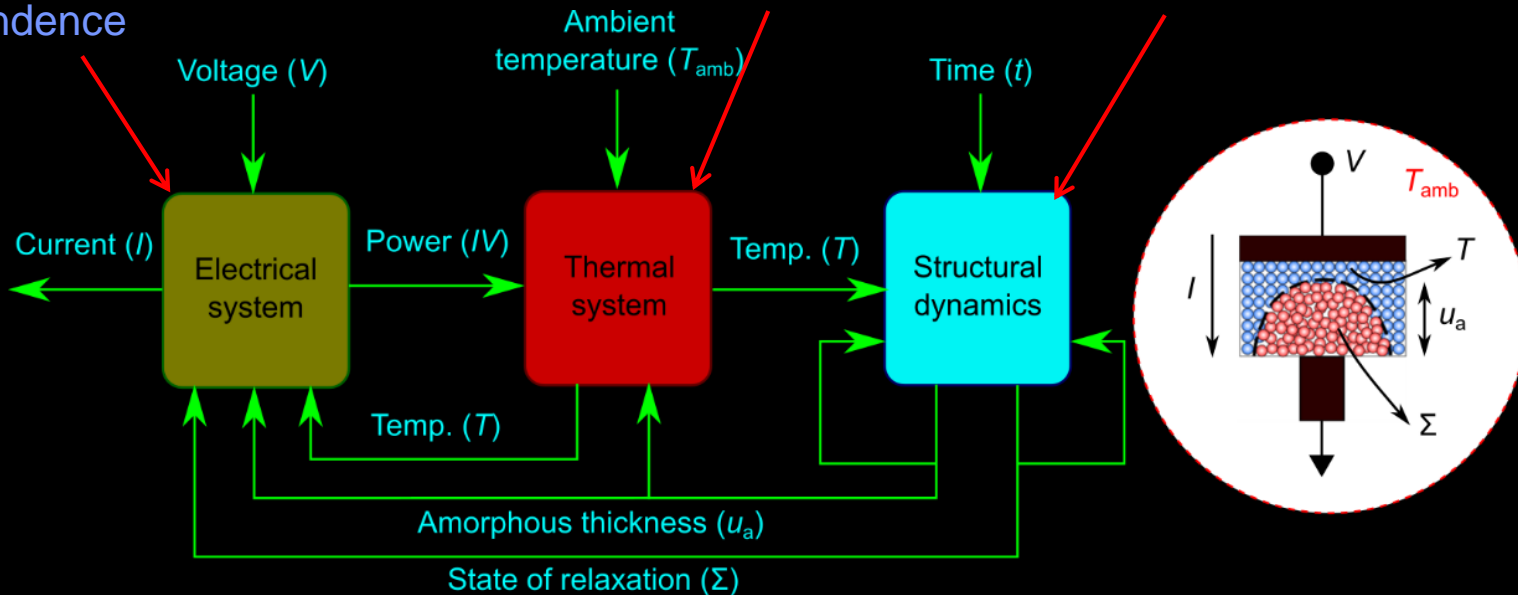 ndence
Ambient
temperature (Tamb)
Voltage (V)
Time (t)
V
Tamb
Current (I)
Power (IV)
Temp. (T)
Electrical
system
Thermal
system
Structural
dynamics
T
I
ua
Σ
Temp. (T)
Amorphous thickness (ua)
State of relaxation (Σ)